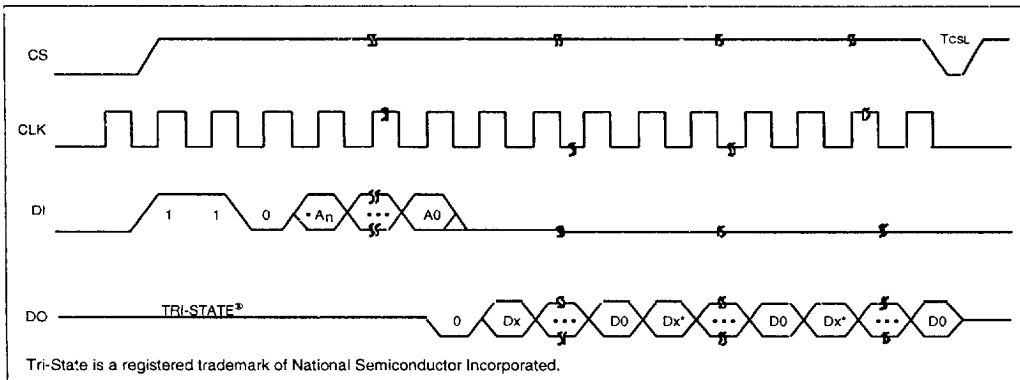 CS TCSL
CLK
DI 1 1 0 •An ••• A0
DO TRI-STATE® 0 Dx ••• D0 Dx* ••• D0 Dx* ••• D0
Tri-State is a registered trademark of National Semiconductor Incorporated.